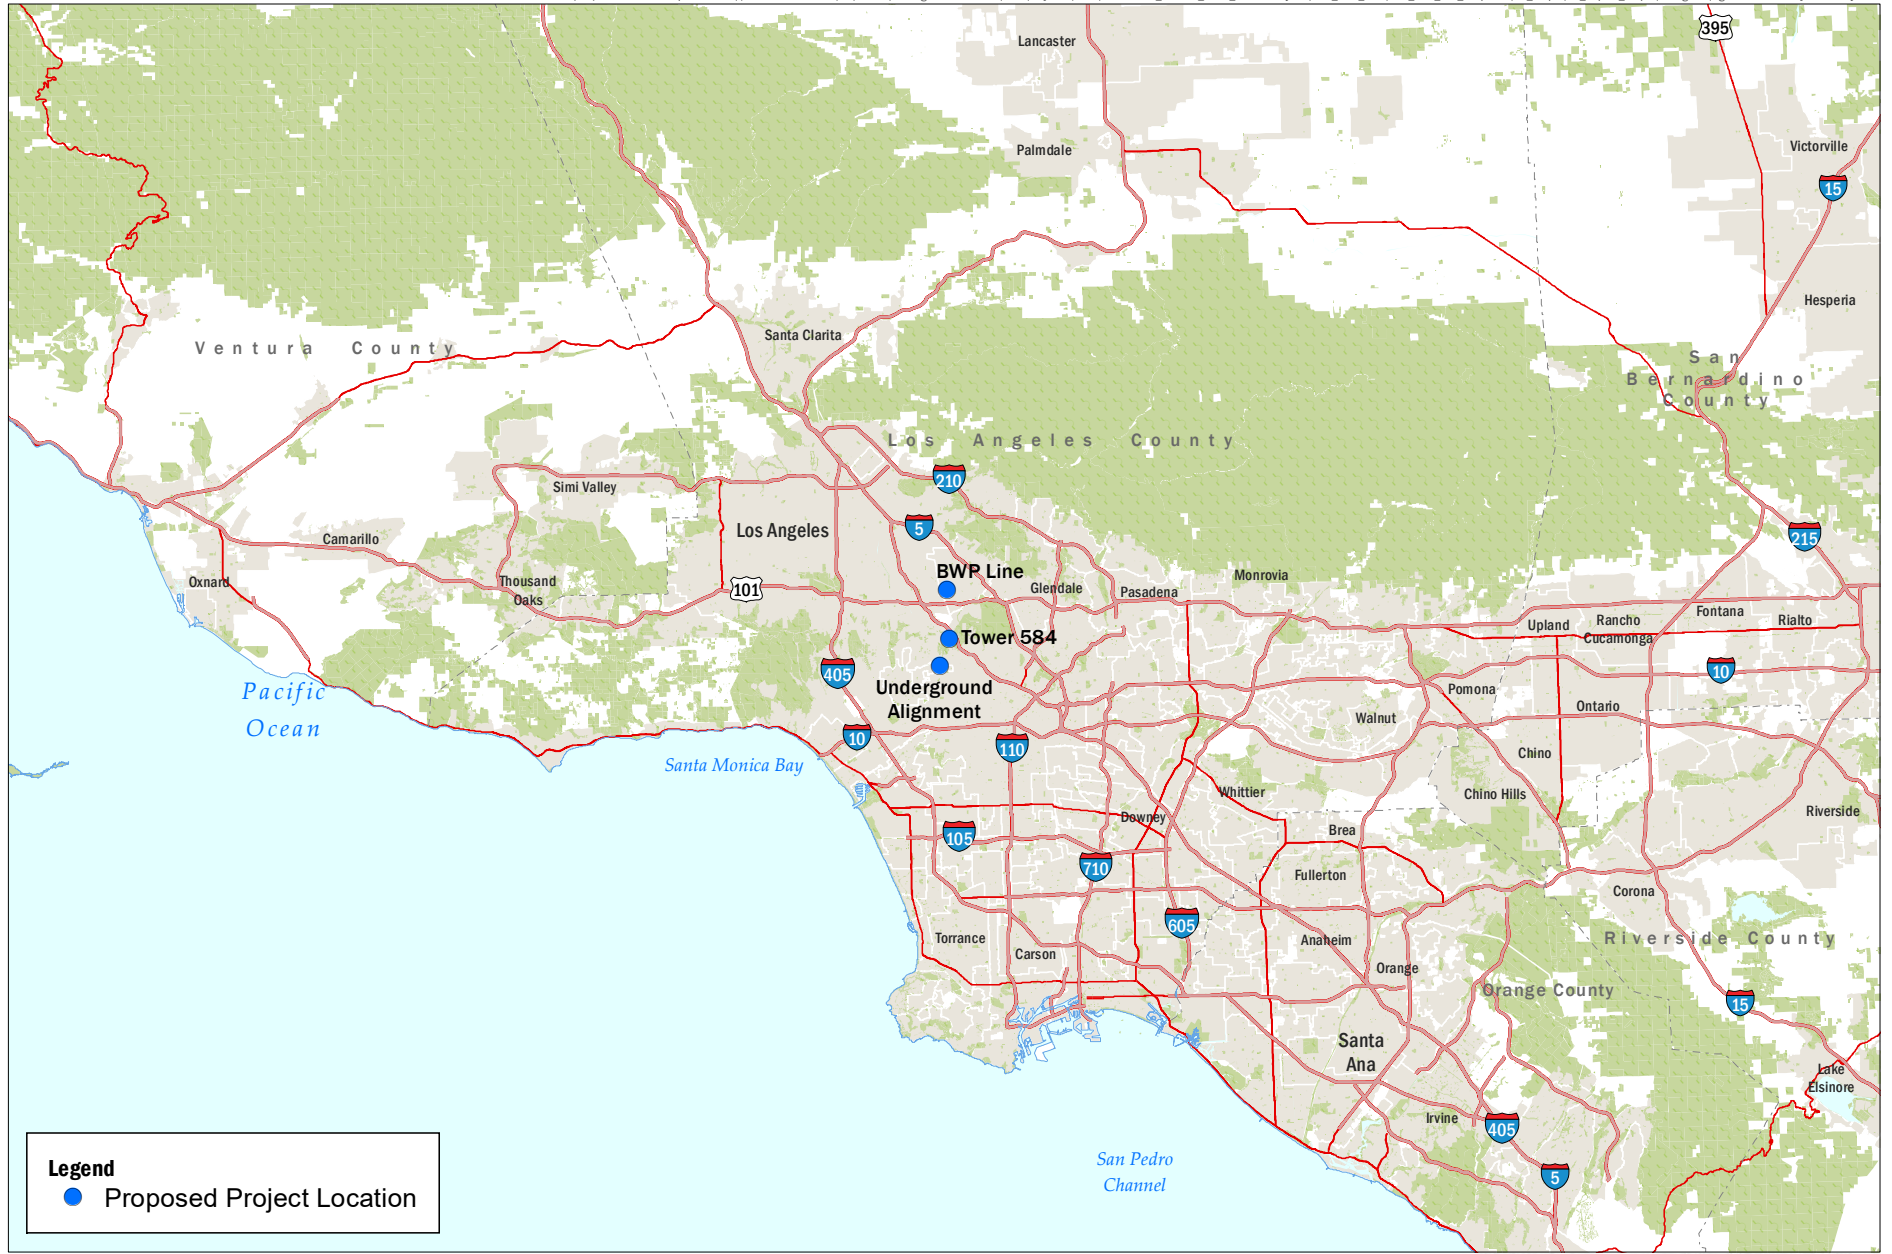 395
Lancaster
Palmdale
Victorville
15
Hesperia
Santa Clarita
Ventura County
San
Bernardino
County
Los Angeles County
210
Simi Valley
Los Angeles
5
215
Camarillo
BWP Line
Oxnard
Thousand
Oaks
101
Glendale
Pasadena
Monrovia
Fontana
Upland
Rancho
Cucamonga
Rialto
Tower 584
405
10
Underground
Alignment
Pacific
Ocean
Pomona
Ontario
Walnut
10
110
Chino
Santa Monica Bay
Whittier
Chino Hills
Downey
Brea
Riverside
105
710
Fullerton
Corona
605
Torrance
Carson
Anaheim
Orange
Riverside County
Orange County
15
Santa
Ana
Lake
Elsinore
Irvine
405
San Pedro
Channel
5
Legend
Proposed Project Location